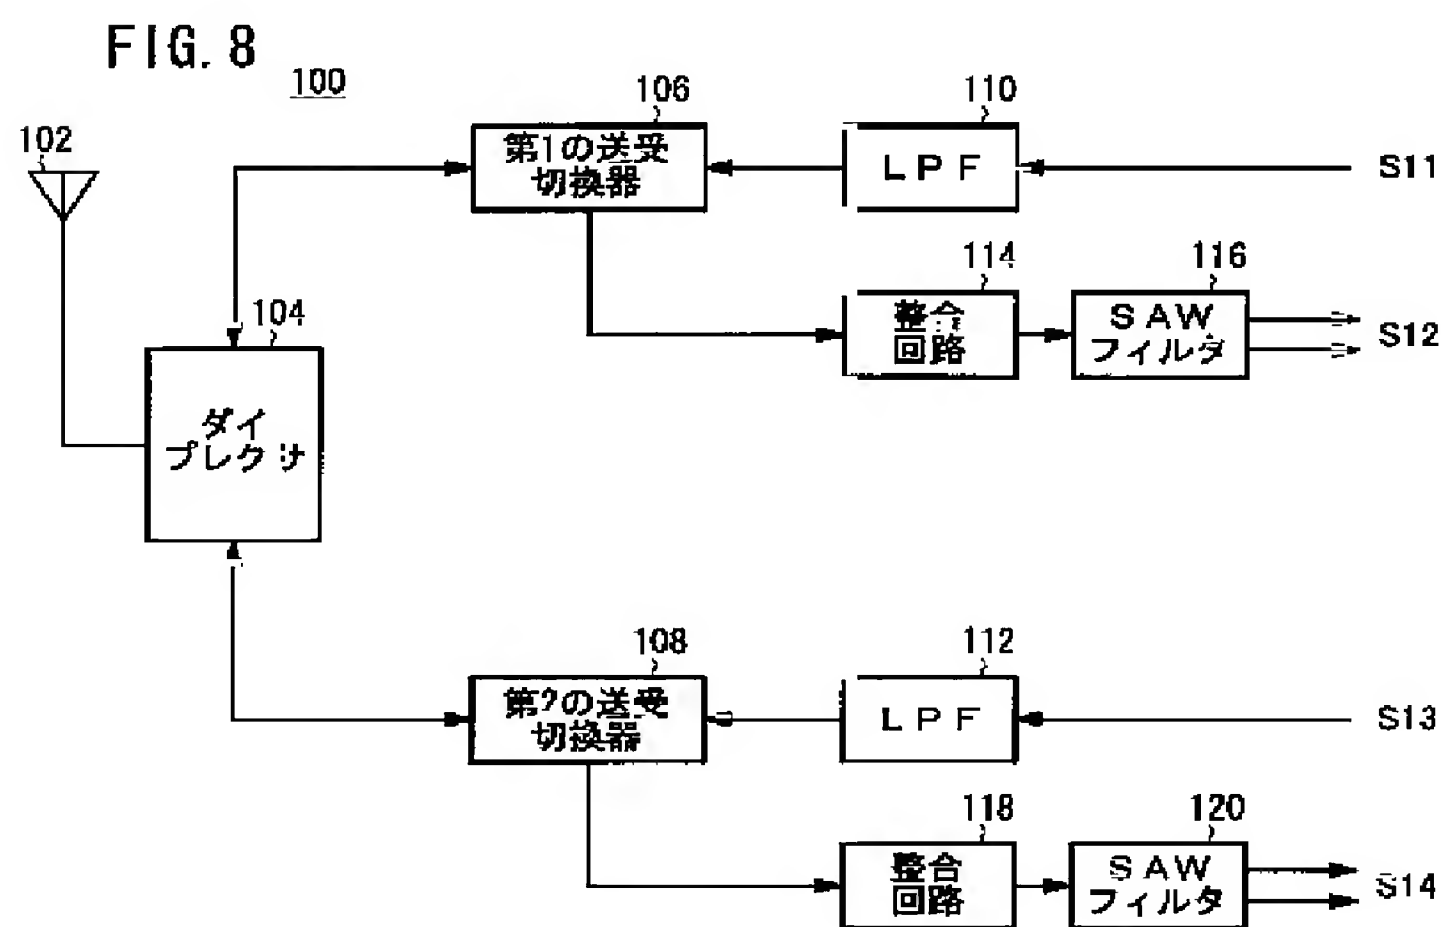 FIG. 8
100
102
104
ダイ
プレクサ
106
第1の送受
切換器
110
LPF
S11
114
整合
回路
116
SAW
フィルタ
S12
108
第2の送受
切換器
112
LPF
S13
118
整合
回路
120
SAW
フィルタ
S14